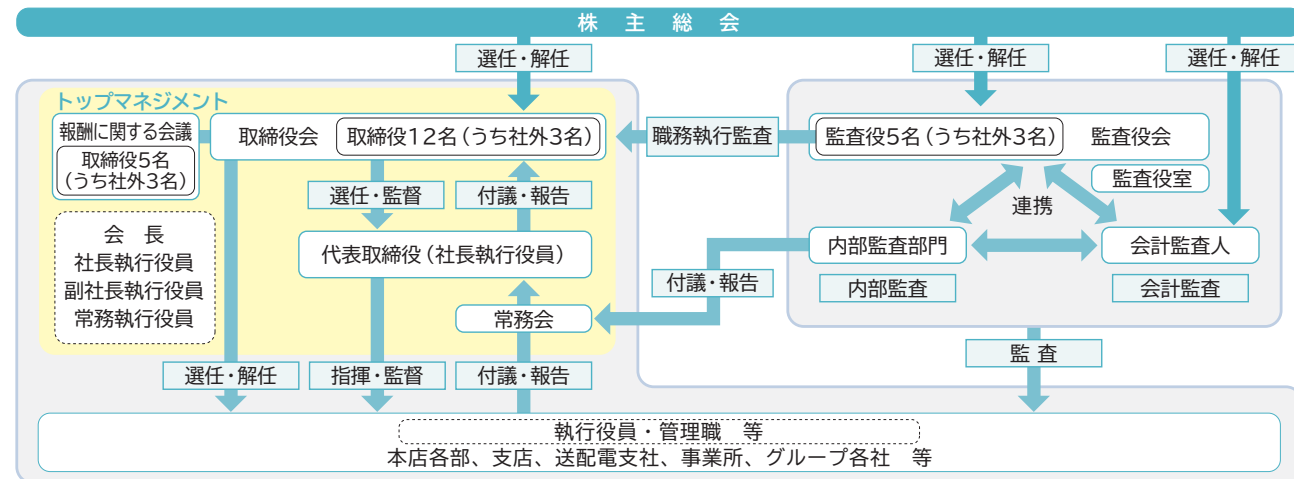 株主総会
選任・解任
選任・解任
選任・解任
トップマネジメント
報酬に関する会議
取締役5名
(うち社外3名)
取締役会
取締役12名(うち社外3名)
職務執行監査
監査役5名(うち社外3名)
監査役会
監査役室
選任・監督
付議・報告
連携
会 長
社長執行役員
副社長執行役員
常務執行役員
代表取締役(社長執行役員)
内部監査部門
会計監査人
付議・報告
内部監査
会計監査
常務会
監 査
選任・解任
指揮・監督
付議・報告
執行役員・管理職 等
本店各部、支店、送配電支社、事業所、グループ各社 等